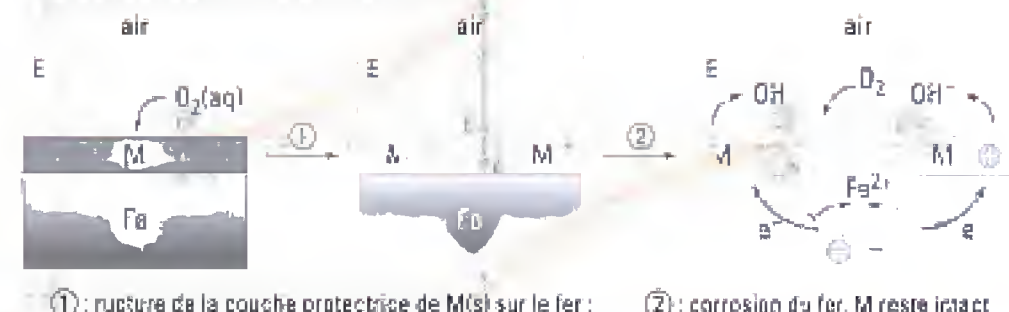 air air air
E E E
O₂(aq) OH O₂ OH⁻
① ②
M M M M M ⊕
Fe Fe Fe²⁺
e e
⊖ –
① : rupture de la couche protectrice de M(s) sur le fer ; ② : corrosion du fer, M reste intact